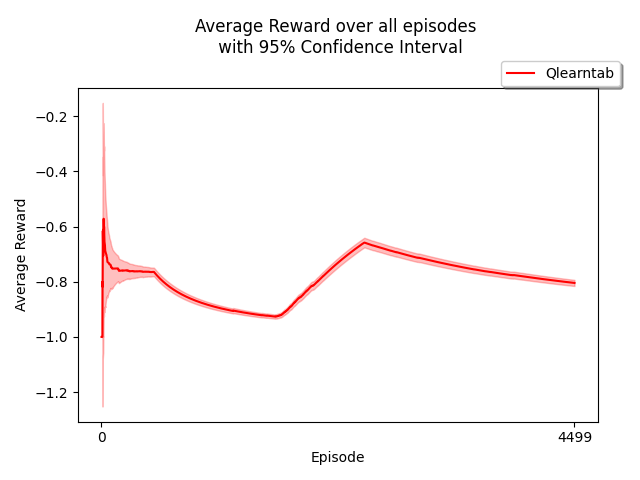 Average Reward over all episodes
with 95% Confidence Interval
Qlearntab
−0.2
−0.4
−0.6
−0.8
−1.0
−1.2
Average Reward
0
4499
Episode